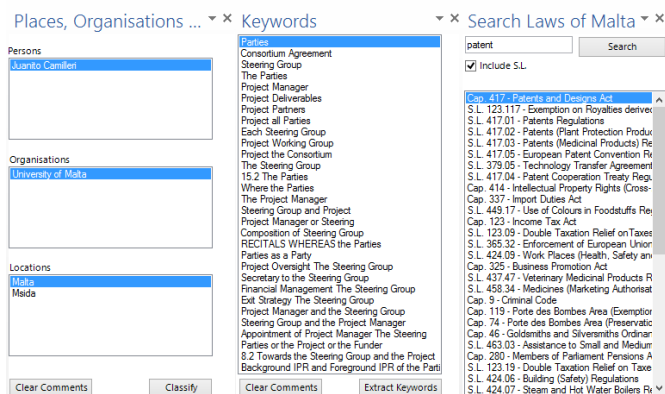 Places, Organisations ...
Persons
Juanito Camilleri
Organisations
University of Malta
Locations
Malta
Msida
Clear Comments
Classify
Keywords
Parties
Consortium Agreement
Steering Group
The Parties
Project Manager
Project Deliverables
Project Partners
Project all Parties
Each Steering Group
Project Working Group
Project the Consortium
The Steering Group
15.2 The Parties
Where the Parties
The Project Manager
Steering Group and Project
Project Manager or Steering
Composition of Steering Group
RECITALS WHEREAS the Parties
Parties as a Party
Project Oversight The Steering Group
Secretary to the Steering Group
Financial Management The Steering Group
Exit Strategy The Steering Group
Project Manager and the Steering Group
Steering Group and the Project Manager
Appointment of Project Manager The Steering
Parties or the Project or the Funder
8.2 Towards the Steering Group and the Project
Background IPR and Foreground IPR of the Parti
Clear Comments
Extract Keywords
Search Laws of Malta
patent
Search
Include S.L.
Cap. 417 - Patents and Designs Act
S.L. 123.117 - Exemption on Royalties derived
S.L. 417.01 - Patents Regulations
S.L. 417.02 - Patents (Plant Protection Produc
S.L. 417.03 - Patents (Medicinal Products) Re
S.L. 417.05 - European Patent Convention Re
S.L. 379.05 - Technology Transfer Agreement
S.L. 417.04 - Patent Cooperation Treaty Regu
Cap. 414 - Intellectual Property Rights (Cross-
Cap. 337 - Import Duties Act
S.L. 449.17 - Use of Colours in Foodstuffs Reg
Cap. 123 - Income Tax Act
S.L. 123.09 - Double Taxation Relief onTaxes
S.L. 365.32 - Enforcement of European Union
S.L. 424.09 - Work Places (Health, Safety an
Cap. 325 - Business Promotion Act
S.L. 437.47 - Veterinary Medicinal Products R
S.L. 458.34 - Medicines (Marketing Authorisat
Cap. 9 - Criminal Code
Cap. 119 - Porte des Bombes Area (Exemption
Cap. 74 - Porte des Bombes Area (Preservatic
Cap. 46 - Goldsmiths and Silversmiths Ordinar
S.L. 463.03 - Assistance to Small and Medium
Cap. 280 - Members of Parliament Pensions A
S.L. 123.19 - Double Taxation Relief on Taxe
S.L. 424.06 - Building (Safety) Regulations
S.L. 424.07 - Steam and Hot Water Boilers Re